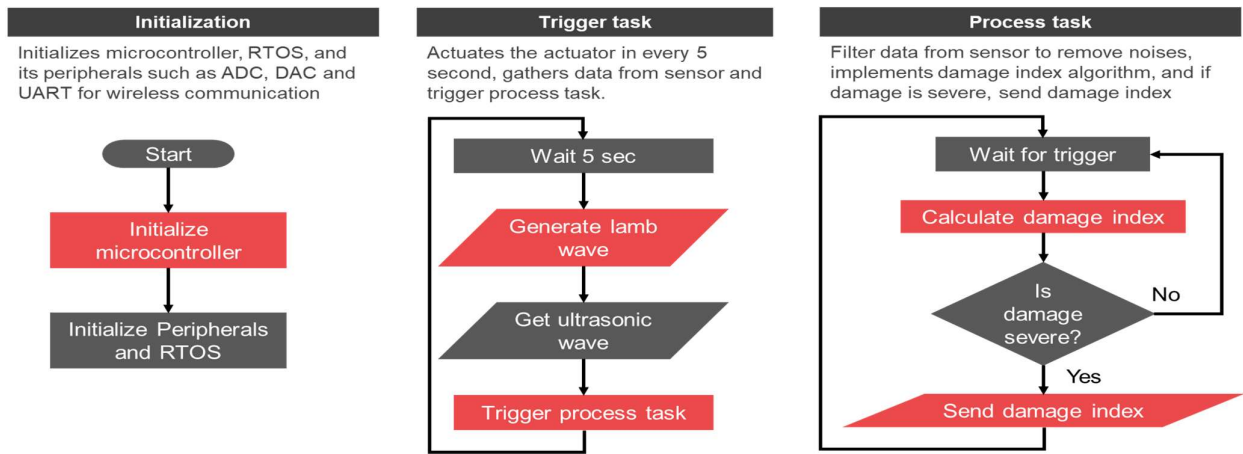 Initialization
Initializes microcontroller, RTOS, and
its peripherals such as ADC, DAC and
UART for wireless communication
Start
Initialize
microcontroller
Initialize Peripherals
and RTOS
Trigger task
Actuates the actuator in every 5
second, gathers data from sensor and
trigger process task.
Wait 5 sec
Generate lamb
wave
Get ultrasonic
wave
Trigger process task
Process task
Filter data from sensor to remove noises,
implements damage index algorithm, and if
damage is severe, send damage index
Wait for trigger
Calculate damage index
Is
damage
severe?
No
Yes
Send damage index